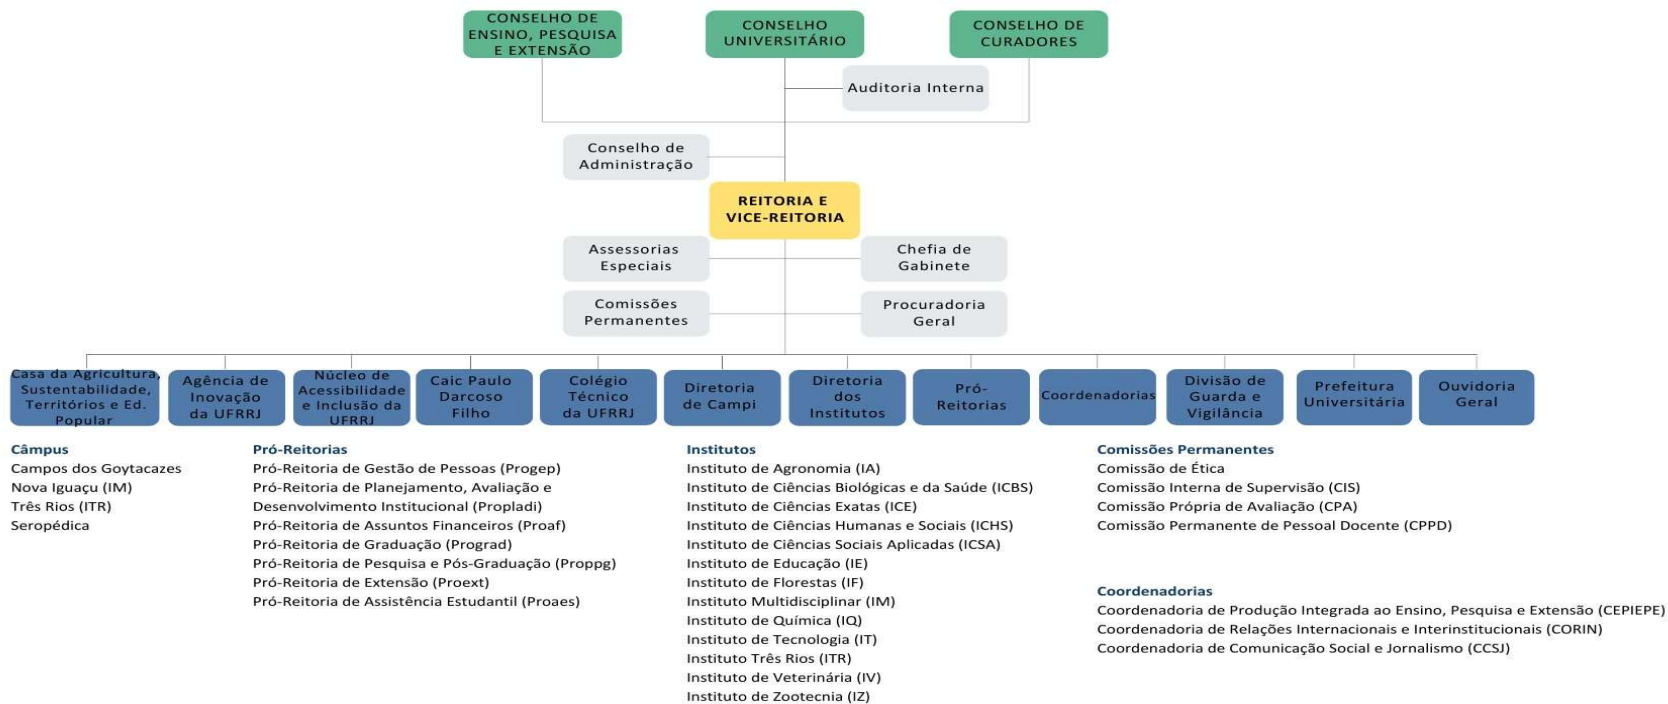 CONSELHO DE
ENSINO, PESQUISA
E EXTENSÃO
CONSELHO
UNIVERSITÁRIO
CONSELHO DE
CURADORES
Auditoria Interna
Conselho de
Administração
REITORIA E
VICE-REITORIA
Assessorias
Especiais
Chefia de
Gabinete
Comissões
Permanentes
Procuradoria
Geral
Casa da Agricultura,
Sustentabilidade,
Territórios e Ed.
Popular
Agência de
Inovação
da UFRRJ
Núcleo de
Acessibilidade
e Inclusão da
UFRRJ
Caic Paulo
Darcoso
Filho
Colégio
Técnico
da UFRRJ
Diretoria
de Campi
Diretoria
dos
Institutos
Pró-
Reitorias
Coordenadorias
Divisão de
Guarda e
Vigilância
Prefeitura
Universitária
Ouvidoria
Geral
Câmpus
Campos dos Goytacazes
Nova Iguaçu (IM)
Três Rios (ITR)
Seropédica
Pró-Reitorias
Pró-Reitoria de Gestão de Pessoas (Progep)
Pró-Reitoria de Planejamento, Avaliação e
Desenvolvimento Institucional (Propladi)
Pró-Reitoria de Assuntos Financeiros (Proaf)
Pró-Reitoria de Graduação (Prograd)
Pró-Reitoria de Pesquisa e Pós-Graduação (Proppg)
Pró-Reitoria de Extensão (Proext)
Pró-Reitoria de Assistência Estudantil (Proaes)
Institutos
Instituto de Agronomia (IA)
Instituto de Ciências Biológicas e da Saúde (ICBS)
Instituto de Ciências Exatas (ICE)
Instituto de Ciências Humanas e Sociais (ICHS)
Instituto de Ciências Sociais Aplicadas (ICSA)
Instituto de Educação (IE)
Instituto de Florestas (IF)
Instituto Multidisciplinar (IM)
Instituto de Química (IQ)
Instituto de Tecnologia (IT)
Instituto Três Rios (ITR)
Instituto de Veterinária (IV)
Instituto de Zootecnia (IZ)
Comissões Permanentes
Comissão de Ética
Comissão Interna de Supervisão (CIS)
Comissão Própria de Avaliação (CPA)
Comissão Permanente de Pessoal Docente (CPPD)
Coordenadorias
Coordenadoria de Produção Integrada ao Ensino, Pesquisa e Extensão (CEPIEPE)
Coordenadoria de Relações Internacionais e Interinstitucionais (CORIN)
Coordenadoria de Comunicação Social e Jornalismo (CCSJ)